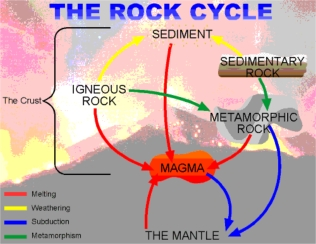 THE ROCK CYCLE
SEDIMENT
SEDIMENTARY
ROCK
IGNEOUS
ROCK
The Crust
METAMORPHIC
ROCK
MAGMA
Melting
Weathering
Subduction
Metamorphism
THE MANTLE